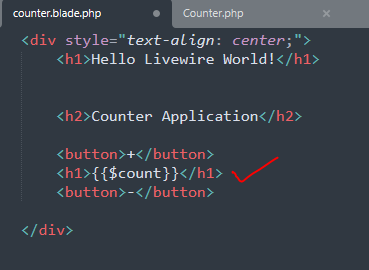 counter.blade.php
Counter.php
<div style="text-align: center;">
<h1>Hello Livewire World!</h1>
<h2>Counter Application</h2>
<button>+</button>
<h1>{{$count}}</h1>
<button>-</button>
</div>